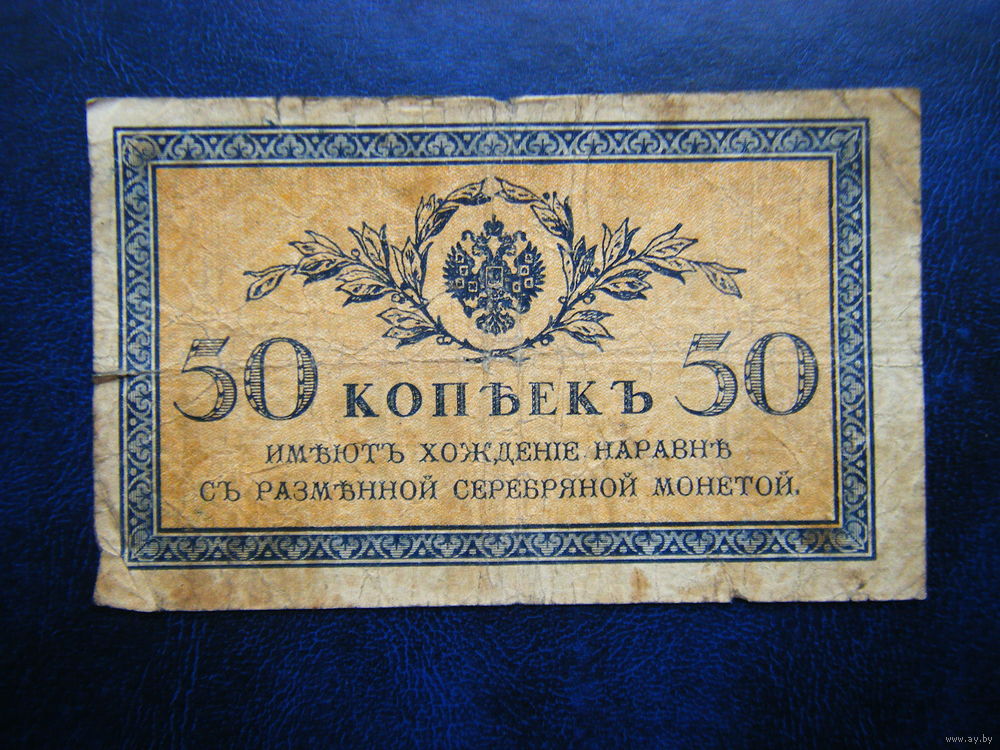 50 КОПѢЕКЪ 50
ИМѢЮТЪ ХОЖДЕНІЕ НАРАВНѢ
СЪ РАЗМѢННОЙ СЕРЕБРЯНОЙ МОНЕТОЙ.
www.ay.by